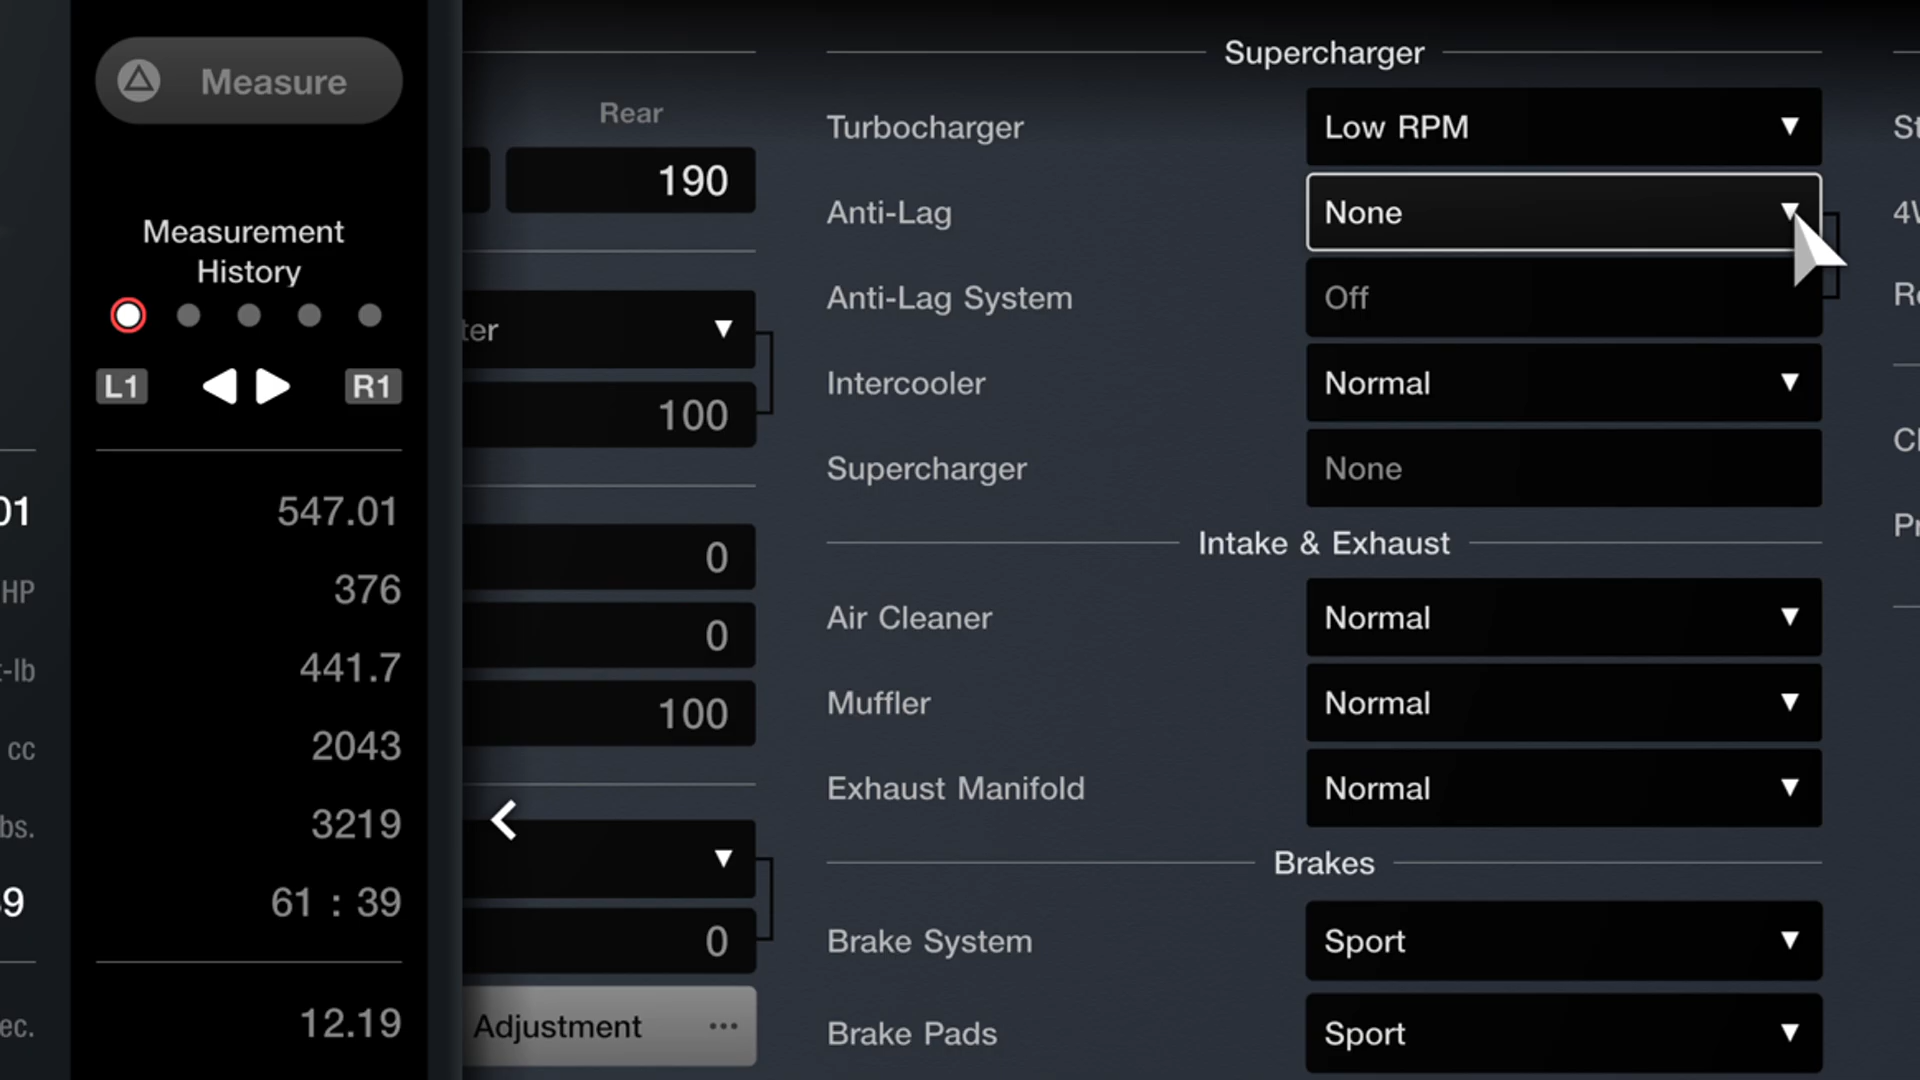 Measure
Measurement
History
L1
R1
01
547.01
HP
376
-lb
441.7
cc
2043
bs.
3219
39
61 : 39
ec.
12.19
Rear
190
ter
100
0
0
100
0
Adjustment ...
Supercharger
Turbocharger
Low RPM
Anti-Lag
None
Anti-Lag System
Off
Intercooler
Normal
Supercharger
None
Intake & Exhaust
Air Cleaner
Normal
Muffler
Normal
Exhaust Manifold
Normal
Brakes
Brake System
Sport
Brake Pads
Sport
St
4W
Re
Cl
Pr